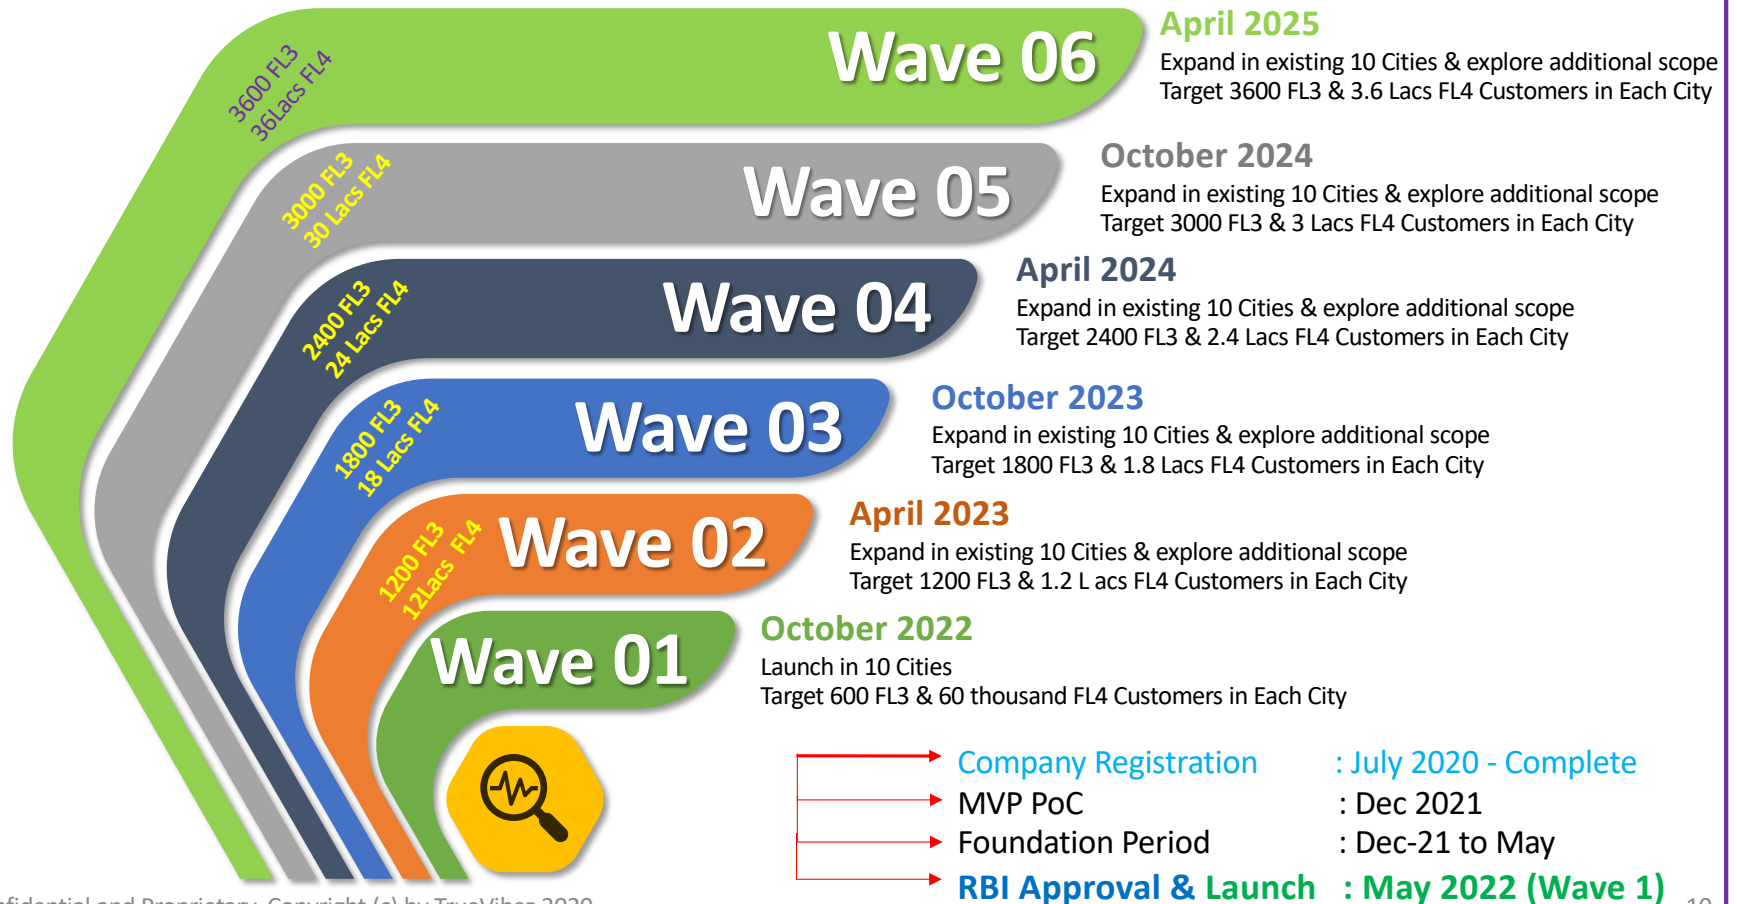 Wave 06
3600 FL3
36Lacs FL4
April 2025
Expand in existing 10 Cities & explore additional scope
Target 3600 FL3 & 3.6 Lacs FL4 Customers in Each City
Wave 05
3000 FL3
30 Lacs FL4
October 2024
Expand in existing 10 Cities & explore additional scope
Target 3000 FL3 & 3 Lacs FL4 Customers in Each City
Wave 04
2400 FL3
24 Lacs FL4
April 2024
Expand in existing 10 Cities & explore additional scope
Target 2400 FL3 & 2.4 Lacs FL4 Customers in Each City
Wave 03
1800 FL3
18 Lacs FL4
October 2023
Expand in existing 10 Cities & explore additional scope
Target 1800 FL3 & 1.8 Lacs FL4 Customers in Each City
Wave 02
1200 FL3
12Lacs FL4
April 2023
Expand in existing 10 Cities & explore additional scope
Target 1200 FL3 & 1.2 L acs FL4 Customers in Each City
Wave 01
October 2022
Launch in 10 Cities
Target 600 FL3 & 60 thousand FL4 Customers in Each City
Company Registration : July 2020 - Complete
MVP PoC : Dec 2021
Foundation Period : Dec-21 to May
RBI Approval & Launch : May 2022 (Wave 1)
and Proprietary. Copyright (c) by TrueVibez 2020